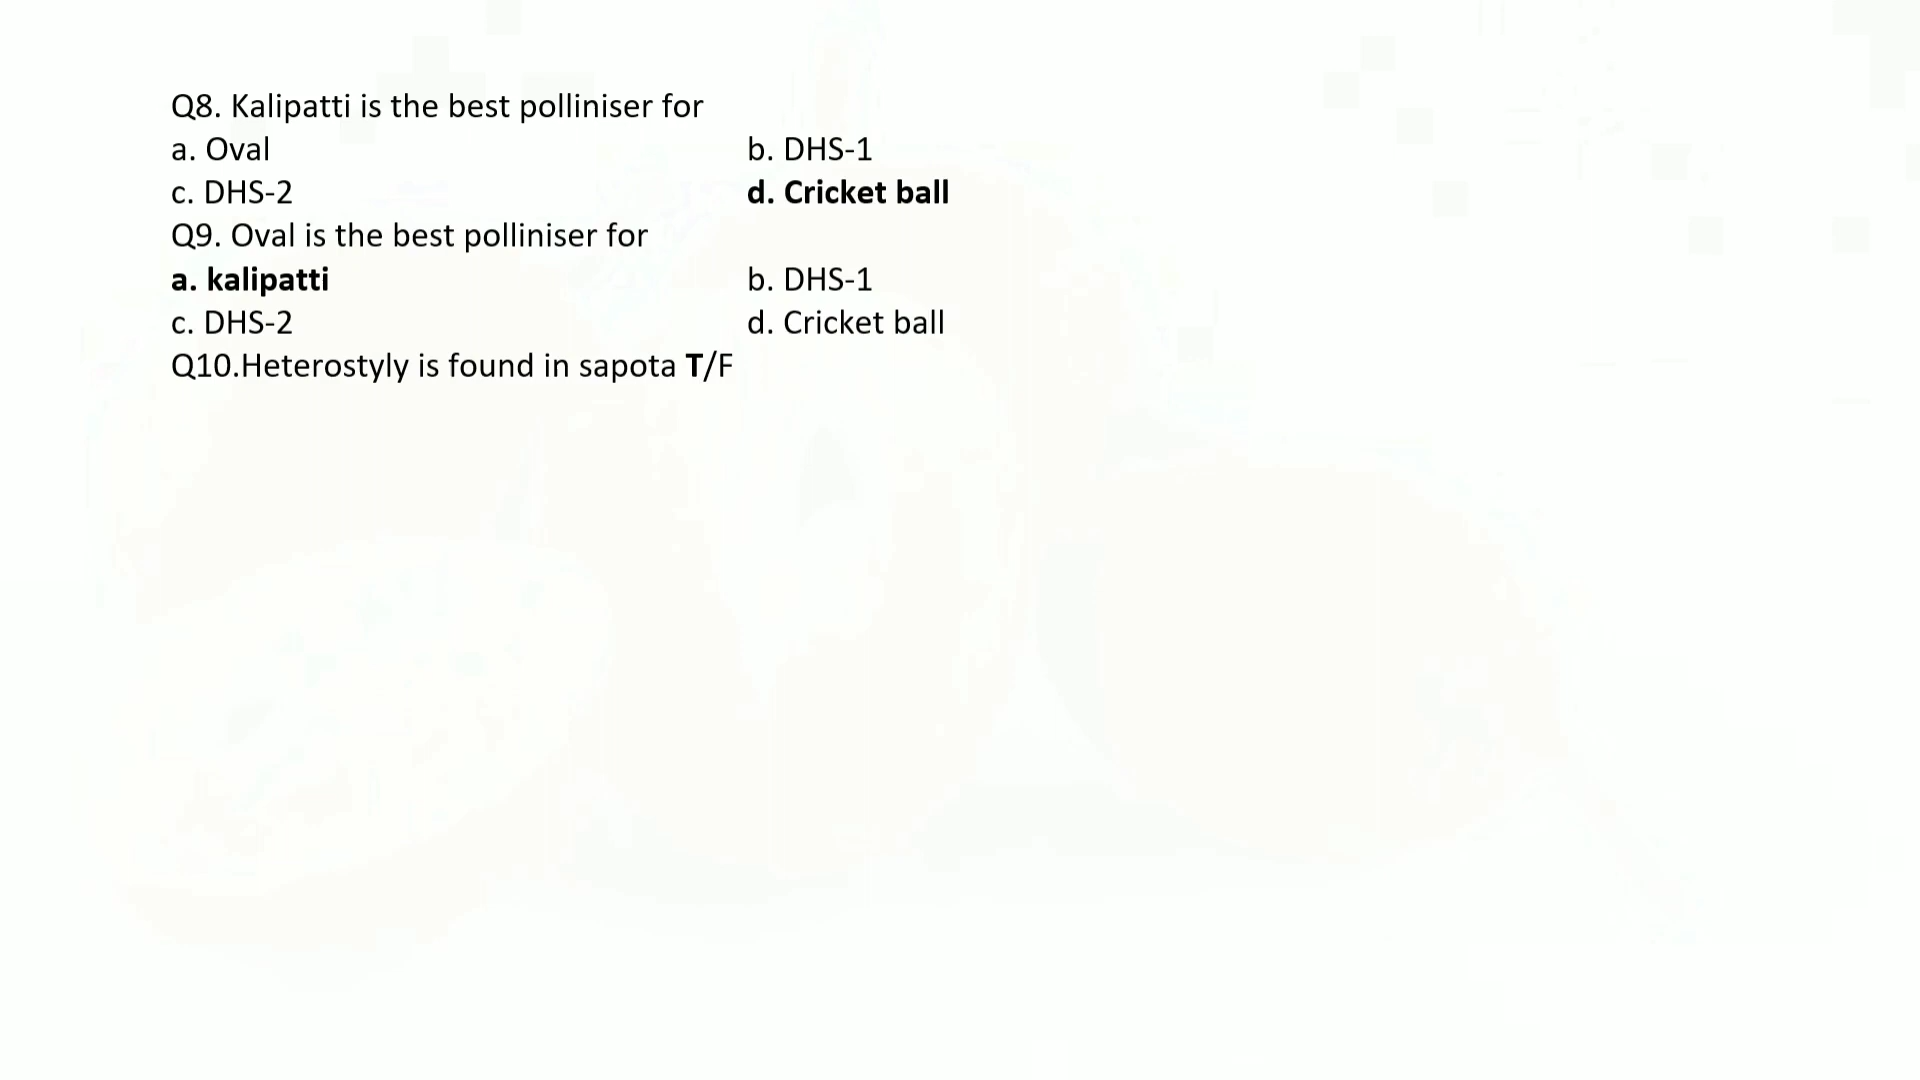 Q8. Kalipatti is the best polliniser for
a. Oval b. DHS-1
c. DHS-2 d. Cricket ball
Q9. Oval is the best polliniser for
a. kalipatti b. DHS-1
c. DHS-2 d. Cricket ball
Q10.Heterostyly is found in sapota T/F